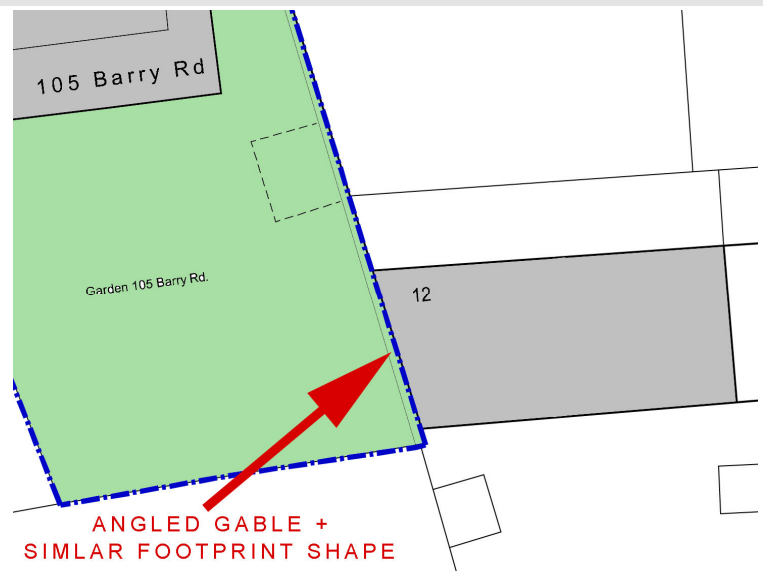 105 Barry Rd
Garden 105 Barry Rd.
12
ANGLED GABLE +
SIMLAR FOOTPRINT SHAPE